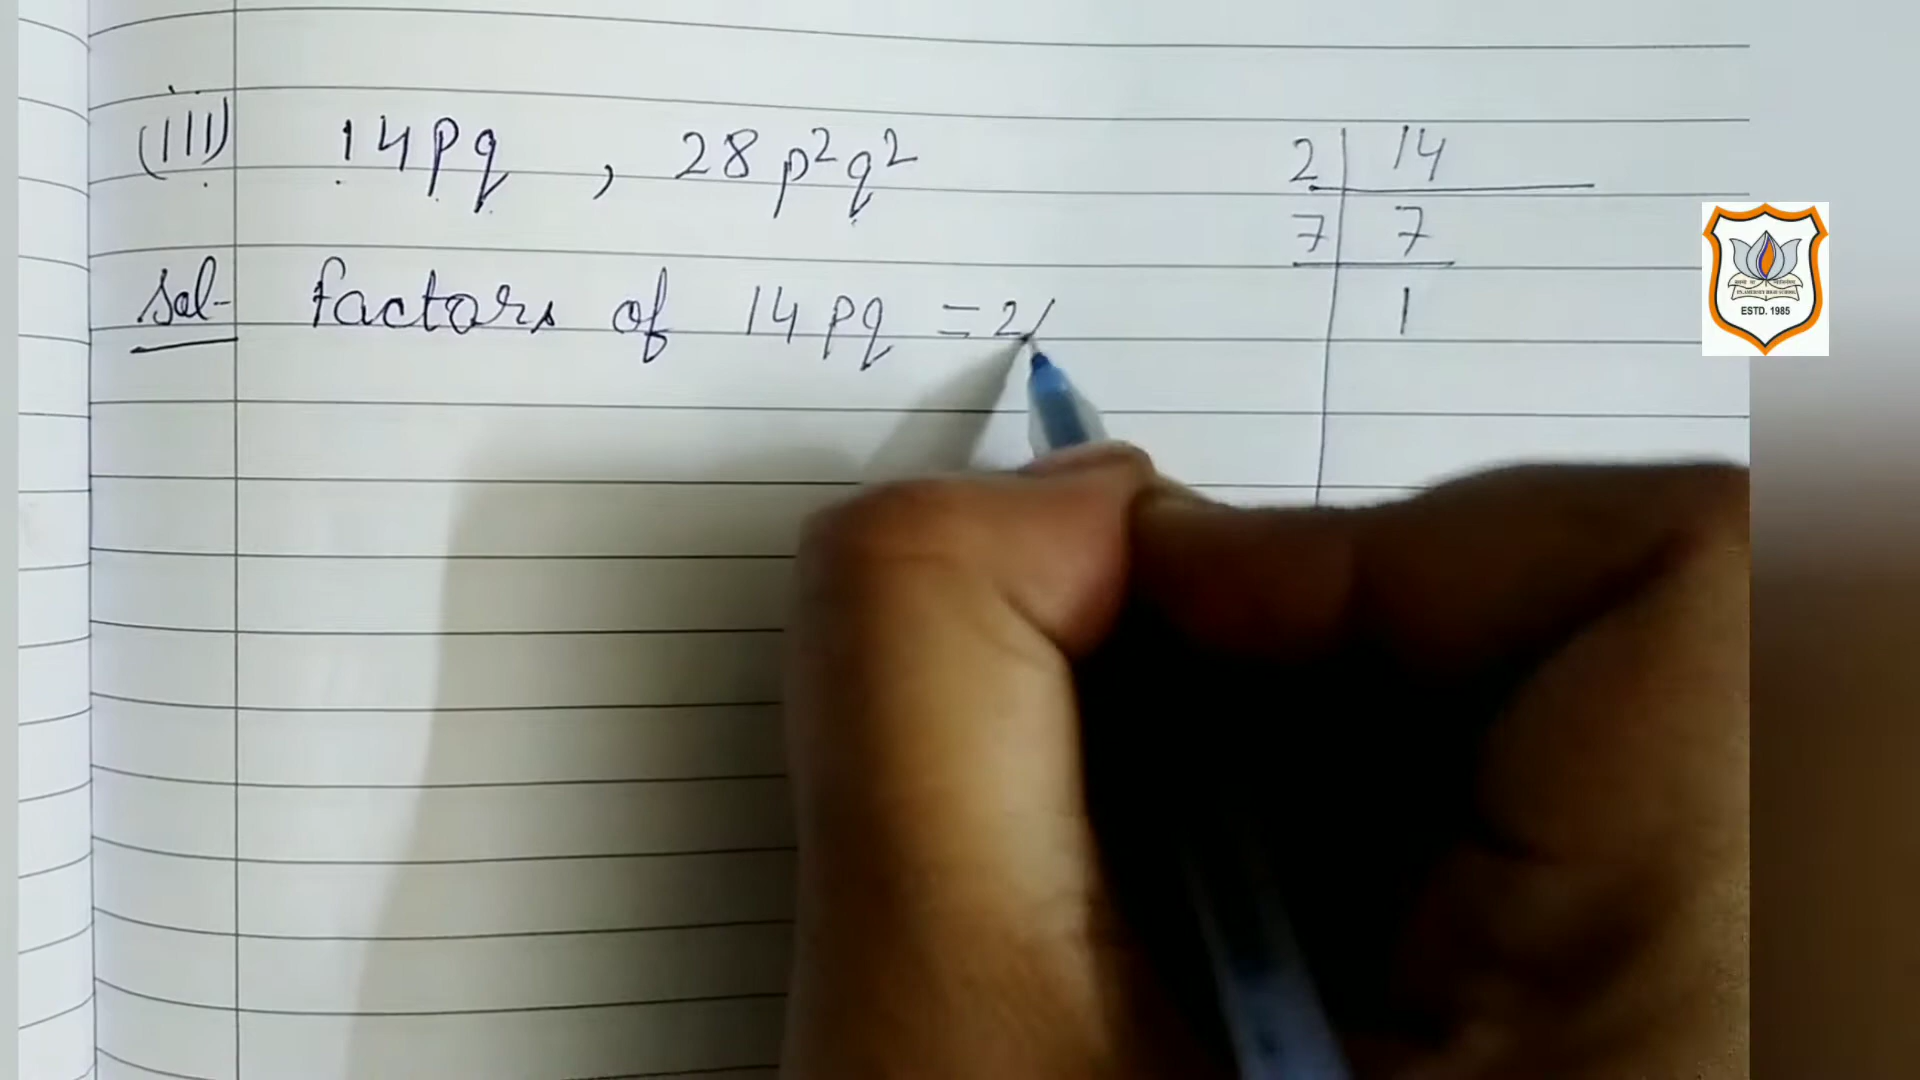 (iii) 14pq , 28p²q²
Sol- factors of 14pq = 2
2 | 14
7 | 7
1
ESTD. 1985